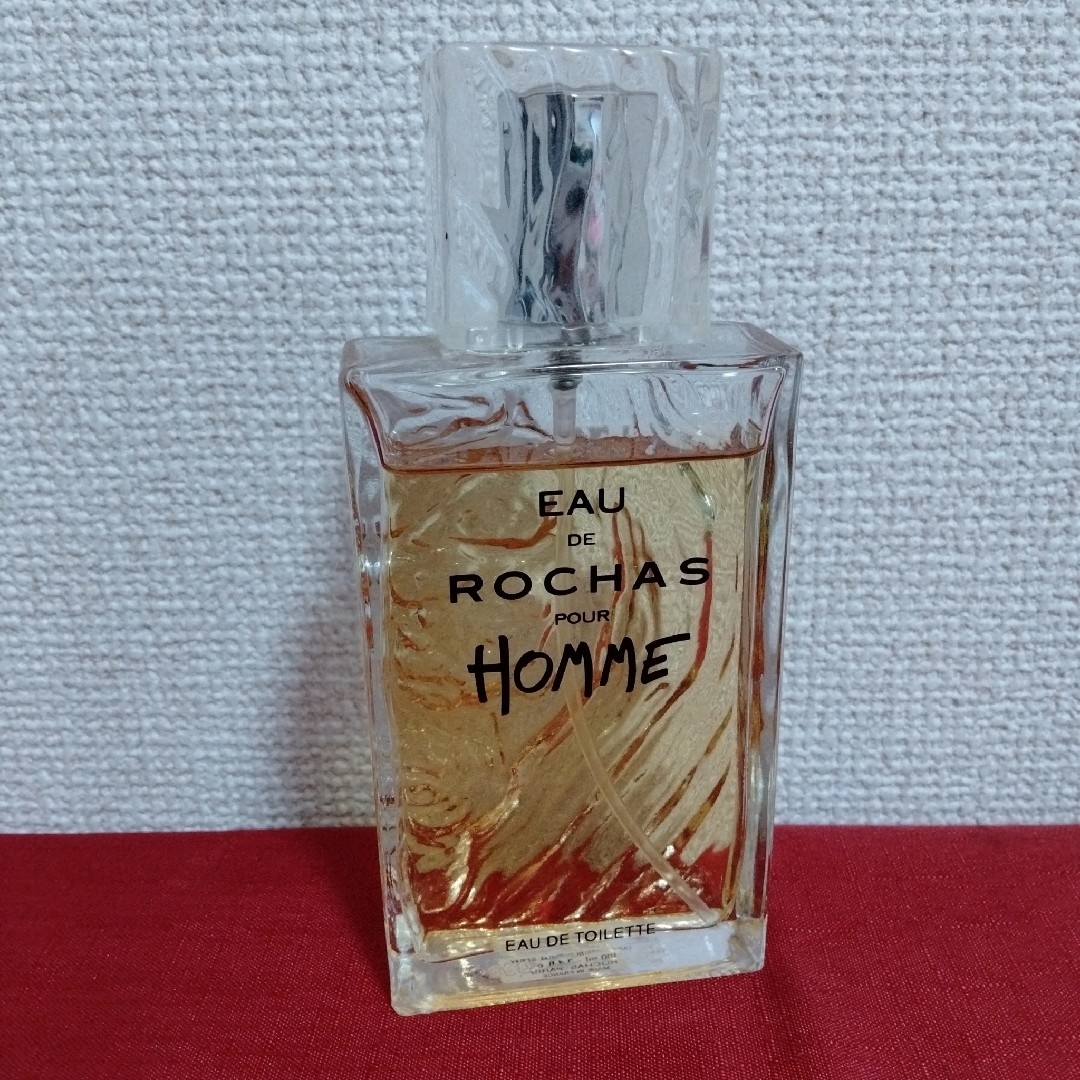 EAU
DE
ROCHAS
POUR
HOMME
EAU DE TOILETTE